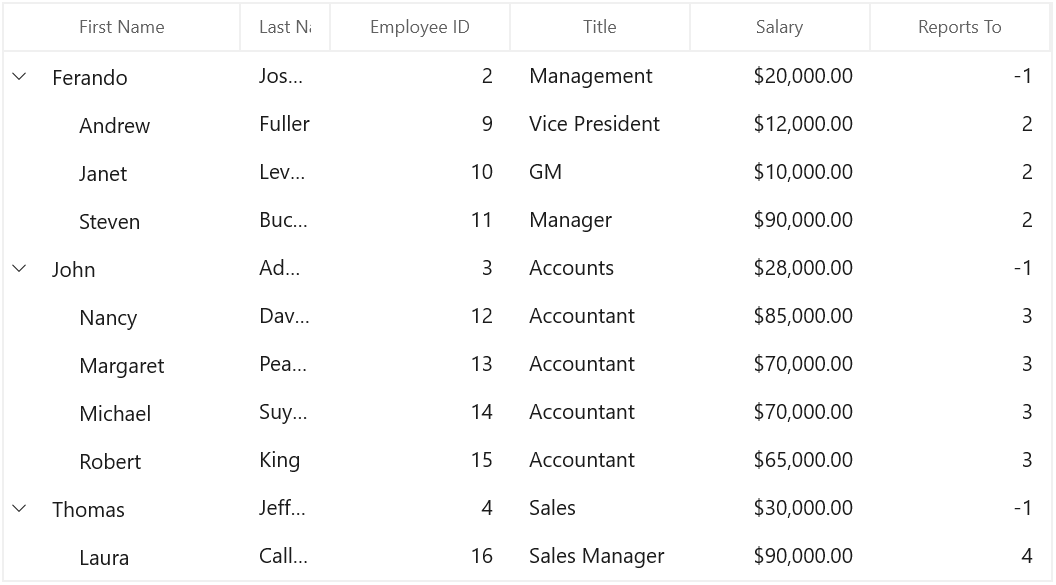 First Name Last Na Employee ID Title Salary Reports To
Ferando Jos... 2 Management $20,000.00 -1
Andrew Fuller 9 Vice President $12,000.00 2
Janet Lev... 10 GM $10,000.00 2
Steven Buc... 11 Manager $90,000.00 2
John Ad... 3 Accounts $28,000.00 -1
Nancy Dav... 12 Accountant $85,000.00 3
Margaret Pea... 13 Accountant $70,000.00 3
Michael Suy... 14 Accountant $70,000.00 3
Robert King 15 Accountant $65,000.00 3
Thomas Jeff... 4 Sales $30,000.00 -1
Laura Call... 16 Sales Manager $90,000.00 4